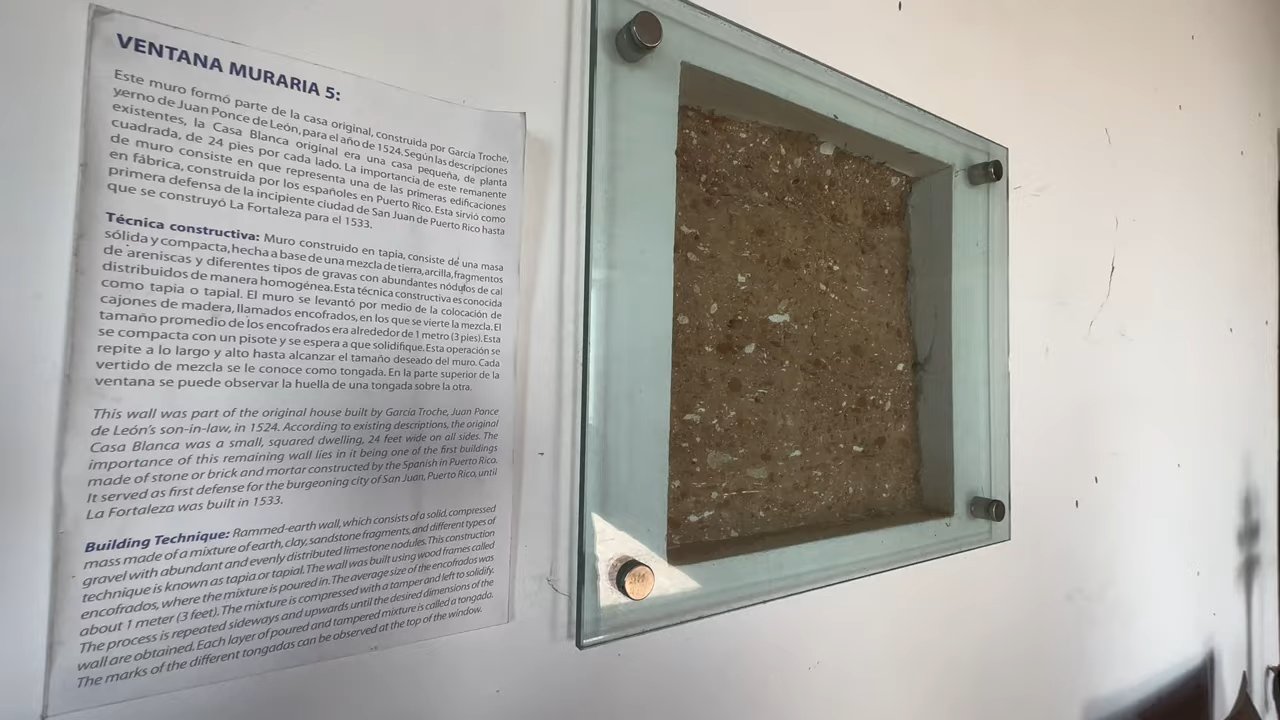 VENTANA MURARIA 5:
Este muro formó parte de la casa original, construida por García Troche,
yerno de Juan Ponce de León, para el año de 1524. Según las descripciones
existentes, la Casa Blanca original era una casa pequeña, de planta
cuadrada, de 24 pies por cada lado. La importancia de este remanente
de muro consiste en que representa una de las primeras edificaciones
en fábrica, construida por los españoles en Puerto Rico. Esta sirvió como
primera defensa de la incipiente ciudad de San Juan de Puerto Rico hasta
que se construyó La Fortaleza para el 1533.
Técnica constructiva: Muro construido en tapia, consiste de una masa
sólida y compacta, hecha a base de una mezcla de tierra, arcilla, fragmentos
de areniscas y diferentes tipos de gravas con abundantes nódulos de cal
distribuidos de manera homogénea. Esta técnica constructiva es conocida
como tapia o tapial. El muro se levantó por medio de la colocación de
cajones de madera, llamados encofrados, en los que se vierte la mezcla. El
tamaño promedio de los encofrados era alrededor de 1 metro (3 pies). Esta
se compacta con un pisote y se espera a que solidifique. Esta operación se
repite a lo largo y alto hasta alcanzar el tamaño deseado del muro. Cada
vertido de mezcla se le conoce como tongada. En la parte superior de la
ventana se puede observar la huella de una tongada sobre la otra.
This wall was part of the original house built by García Troche, Juan Ponce
de León's son-in-law, in 1524. According to existing descriptions, the original
Casa Blanca was a small, squared dwelling, 24 feet wide on all sides. The
importance of this remaining wall lies in it being one of the first buildings
made of stone or brick and mortar constructed by the Spanish in Puerto Rico.
It served as first defense for the burgeoning city of San Juan, Puerto Rico, until
La Fortaleza was built in 1533.
Building Technique: Rammed-earth wall, which consists of a solid, compressed
mass made of a mixture of earth, clay, sandstone fragments, and different types of
gravel with abundant and evenly distributed limestone nodules. This construction
technique is known as tapia or tapial. The wall was built using wood frames called
encofrados, where the mixture is poured in. The average size of the encofrados was
about 1 meter (3 feet). The mixture is compressed with a tamper and left to solidify.
The process is repeated sideways and upwards until the desired dimensions of the
wall are obtained. Each layer of poured and tampered mixture is called a tongada.
The marks of the different tongadas can be observed at the top of the window.